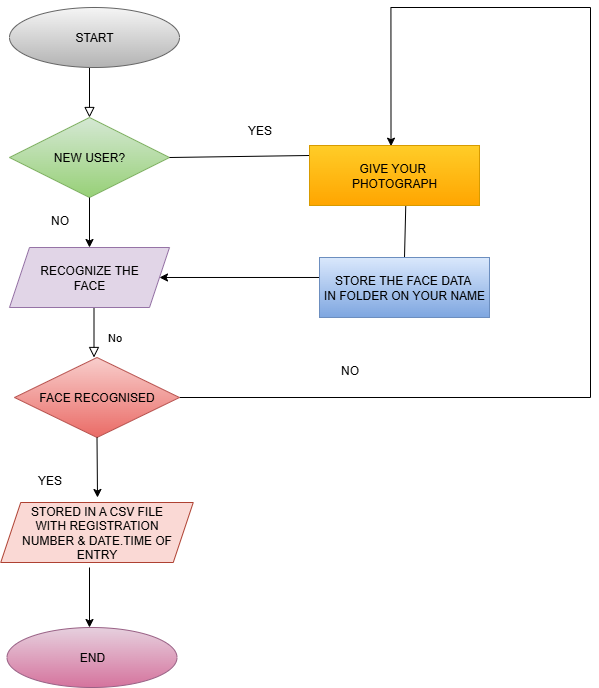 START
YES
NEW USER?
GIVE YOUR
PHOTOGRAPH
NO
RECOGNIZE THE
FACE
STORE THE FACE DATA
IN FOLDER ON YOUR NAME
No
NO
FACE RECOGNISED
YES
STORED IN A CSV FILE
WITH REGISTRATION
NUMBER & DATE.TIME OF
ENTRY
END